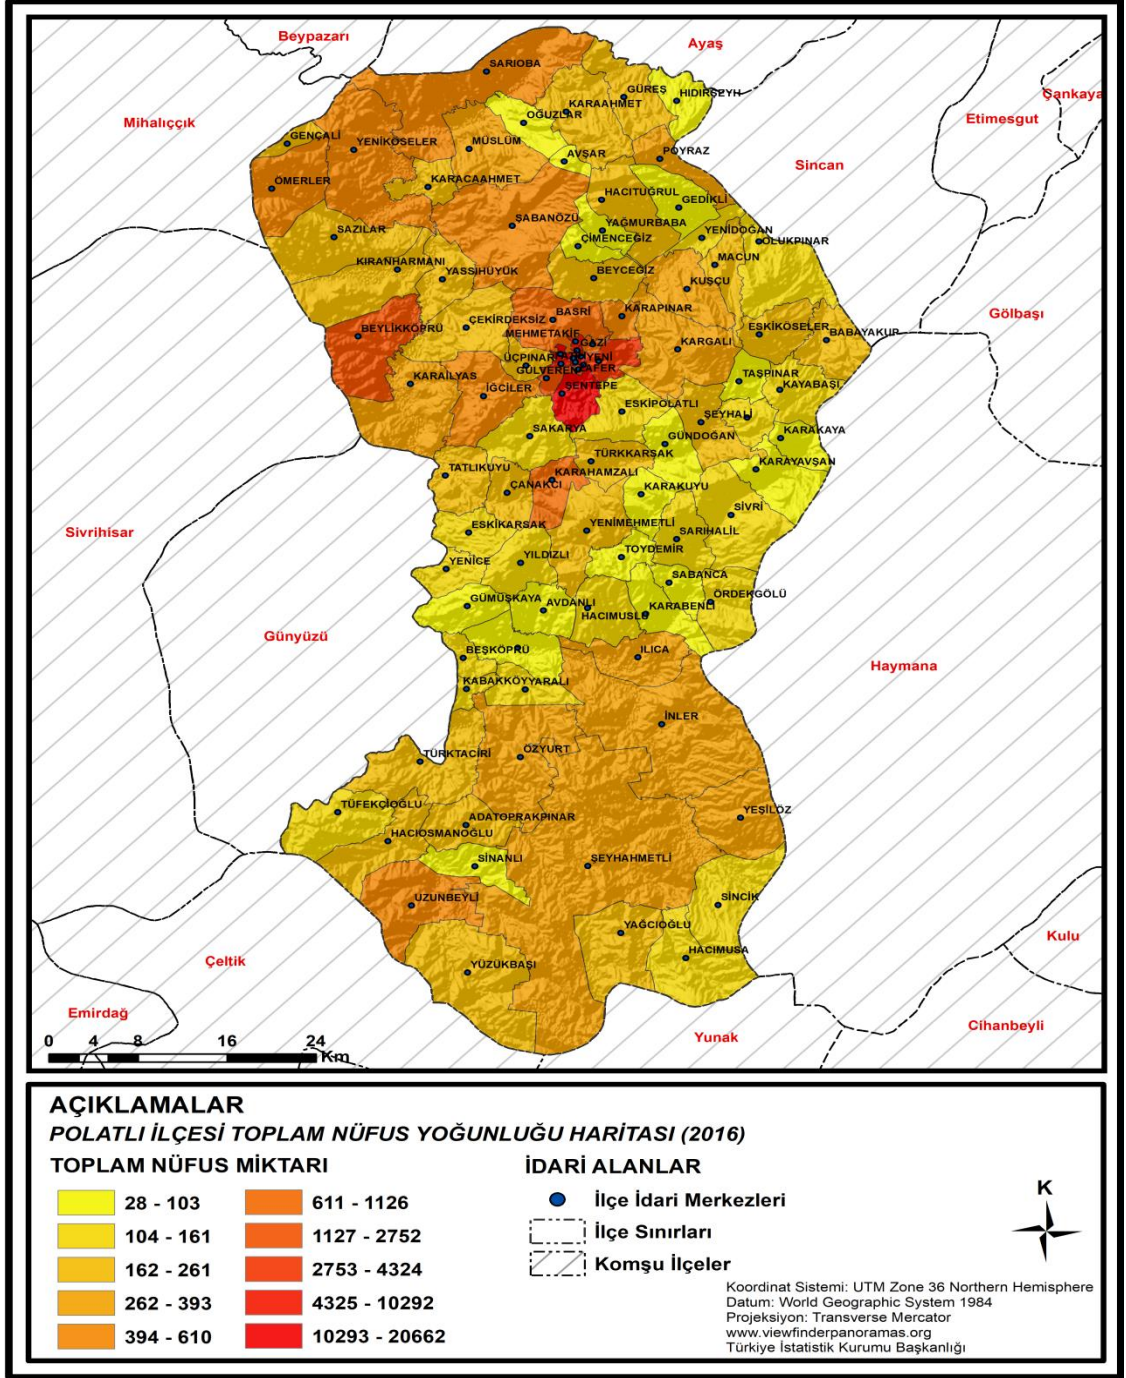 Beypazarı
Ayaş
Çankaya
Mihalıççık
Etimesgut
Sincan
SARIOBA
GÜREŞ
HIDIRŞEYH
KARAAHMET
OĞUZLAR
GENÇALİ
YENİKÖSELER
MÜSLÜM
AVŞAR
POYRAZ
ÖMERLER
KARACAAHMET
HACITUĞRUL
GEDİKLİ
ŞABANÖZÜ
YAĞMURBABA
SAZILAR
ÇİMENCEĞİZ
YENİDOĞAN
OLUKPINAR
KIRANHARMANI
MACUN
YASSIHÜYÜK
BEYCEĞİZ
KUŞÇU
Gölbaşı
ÇEKİRDEKSİZ
BASRİ
KARAPINAR
BEYLİKKÖPRÜ
MEHMETAKİF
GAZİ
KARGALI
ESKİKÖSELER
BABAYAKUP
ÜÇPINAR
YENİ
GÜLVEREN
ZAFER
KARAİLYAS
İĞCİLER
ŞENTEPE
TAŞPINAR
KAYABAŞI
ESKİPOLATLI
ŞEYHALİ
SAKARYA
GÜNDOĞAN
KARAKAYA
TÜRKKARSAK
TATLIKUYU
KARAHAMZALI
KARAYAVŞAN
ÇANAKCI
KARAKUYU
SİVRİ
Sivrihisar
ESKİKARSAK
YENİMEHMETLİ
SARIHALİL
YENİCE
YILDIZLI
TOYDEMİR
SABANCA
GÜMÜŞKAYA
AVDANLI
HACIMUSLU
KARABENLİ
ÖRDEKGÖLÜ
Günyüzü
BEŞKÖPRÜ
ILICA
Haymana
KABAKKÖY
YARALI
İNLER
TÜRKTACİRİ
ÖZYURT
TÜFEKÇİOĞLU
ADATOPRAKPINAR
YEŞİLÖZ
HACIOSMANOĞLU
SİNANLI
ŞEYHAHMETLİ
UZUNBEYLİ
SİNCİK
YAĞCIOĞLU
Kulu
Çeltik
YÜZÜKBAŞI
HACIMUSA
Emirdağ
Yunak
Cihanbeyli
0 4 8 16 24
Km
AÇIKLAMALAR
POLATLI İLÇESİ TOPLAM NÜFUS YOĞUNLUĞU HARİTASI (2016)
TOPLAM NÜFUS MİKTARI
28 - 103
104 - 161
162 - 261
262 - 393
394 - 610
611 - 1126
1127 - 2752
2753 - 4324
4325 - 10292
10293 - 20662
İDARİ ALANLAR
İlçe İdari Merkezleri
İlçe Sınırları
Komşu İlçeler
K
Koordinat Sistemi: UTM Zone 36 Northern Hemisphere
Datum: World Geographic System 1984
Projeksiyon: Transverse Mercator
www.viewfinderpanoramas.org
Türkiye İstatistik Kurumu Başkanlığı